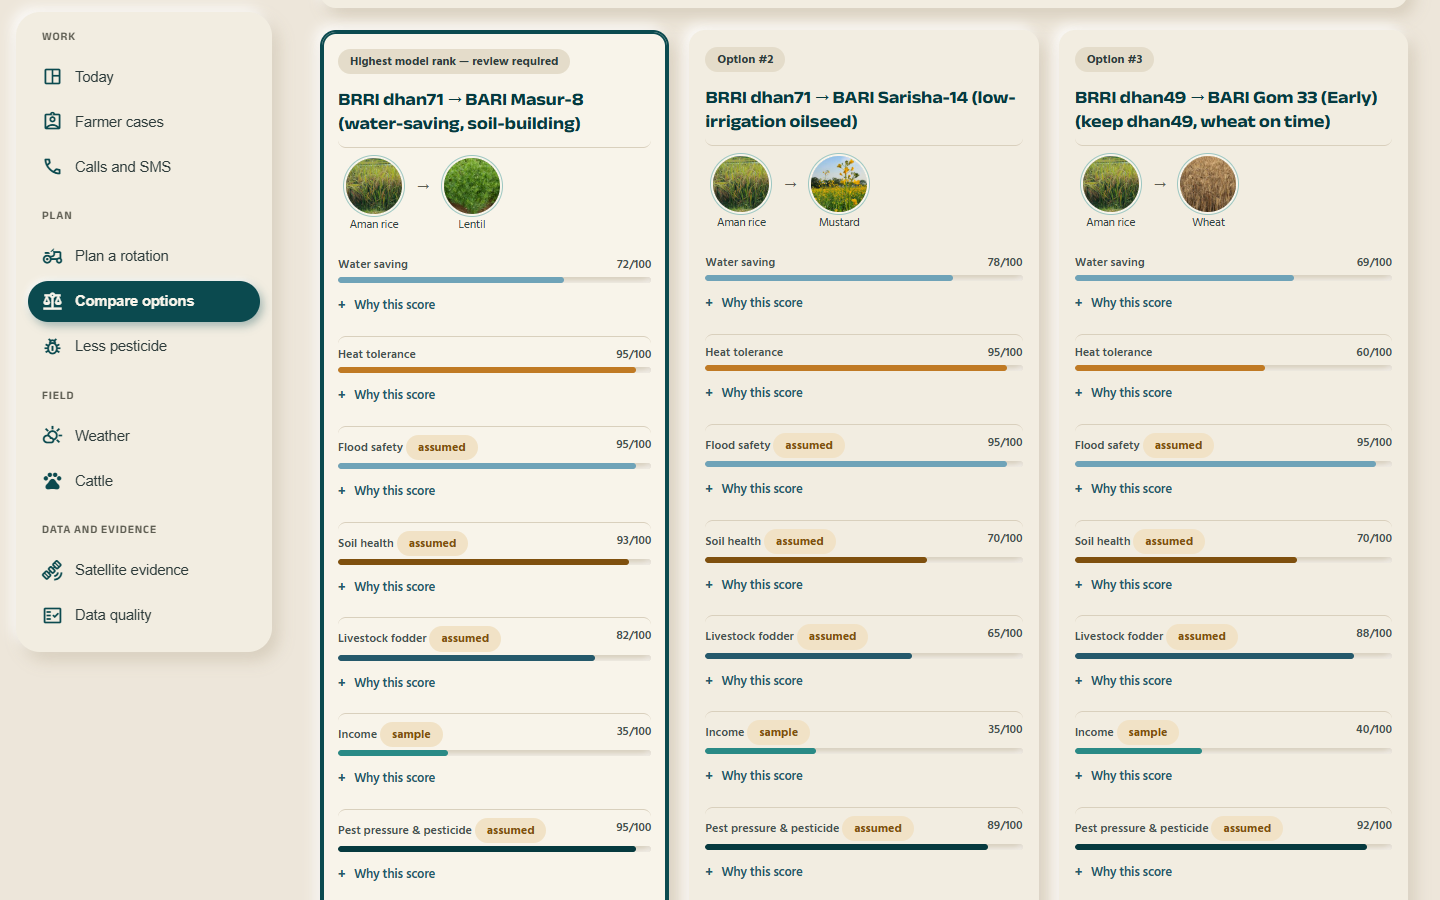 WORK
Today
Farmer cases
Calls and SMS
PLAN
Plan a rotation
Compare options
Less pesticide
FIELD
Weather
Cattle
DATA AND EVIDENCE
Satellite evidence
Data quality
Highest model rank — review required
BRRI dhan71 → BARI Masur-8
(water-saving, soil-building)
→
Aman rice Lentil
Water saving 72/100
+ Why this score
Heat tolerance 95/100
+ Why this score
Flood safety assumed 95/100
+ Why this score
Soil health assumed 93/100
+ Why this score
Livestock fodder assumed 82/100
+ Why this score
Income sample 35/100
+ Why this score
Pest pressure & pesticide assumed 95/100
+ Why this score
Option #2
BRRI dhan71 → BARI Sarisha-14 (low-
irrigation oilseed)
→
Aman rice Mustard
Water saving 78/100
+ Why this score
Heat tolerance 95/100
+ Why this score
Flood safety assumed 95/100
+ Why this score
Soil health assumed 70/100
+ Why this score
Livestock fodder assumed 65/100
+ Why this score
Income sample 35/100
+ Why this score
Pest pressure & pesticide assumed 89/100
+ Why this score
Option #3
BRRI dhan49 → BARI Gom 33 (Early)
(keep dhan49, wheat on time)
→
Aman rice Wheat
Water saving 69/100
+ Why this score
Heat tolerance 60/100
+ Why this score
Flood safety assumed 95/100
+ Why this score
Soil health assumed 70/100
+ Why this score
Livestock fodder assumed 88/100
+ Why this score
Income sample 40/100
+ Why this score
Pest pressure & pesticide assumed 92/100
+ Why this score